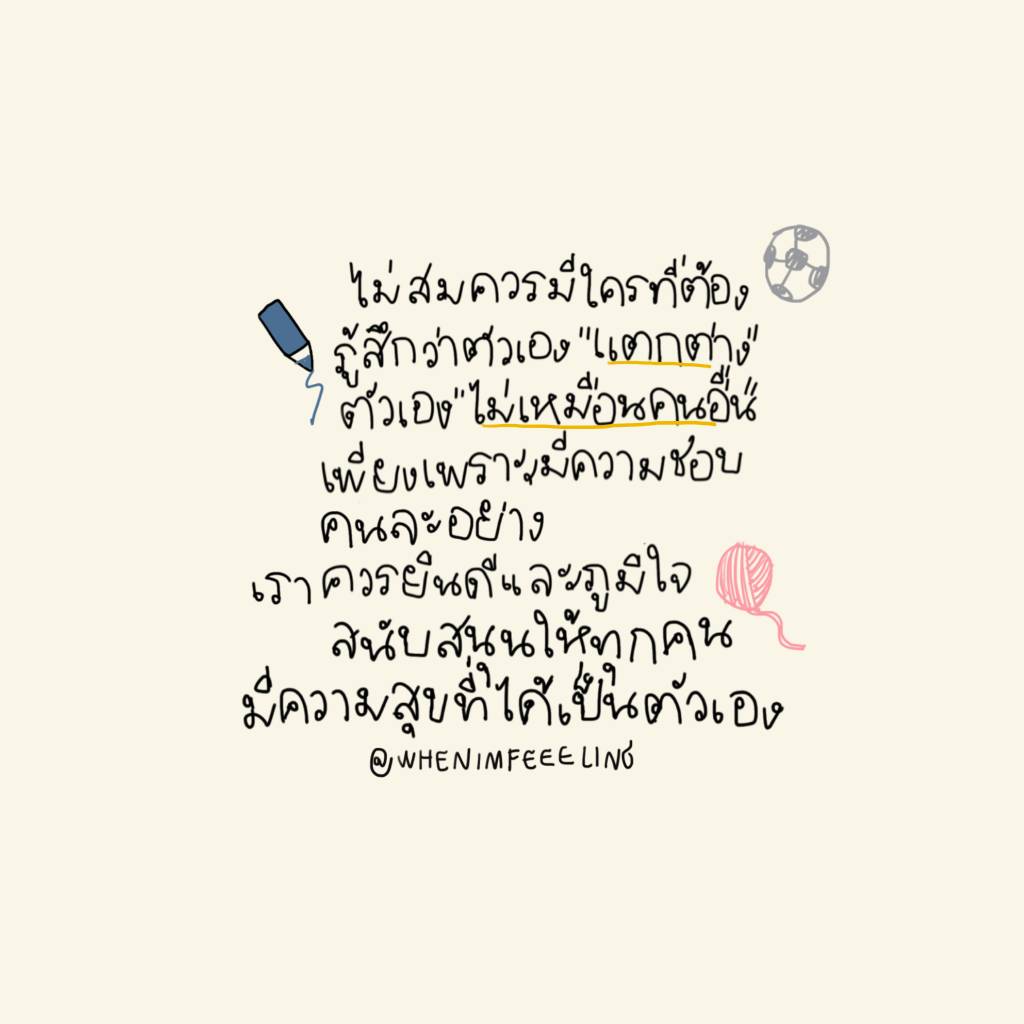 ไม่สมควรมีใครที่ต้อง
รู้สึกว่าตัวเอง "แตกต่าง"
ตัวเอง "ไม่เหมือนคนอื่น"
เพียงเพราะมีความชอบ
คนละอย่าง
เราควรยินดีและภูมิใจ
สนับสนุนให้ทุกคน
มีความสุขที่ได้เป็นตัวเอง
@WHENIMFEEELING